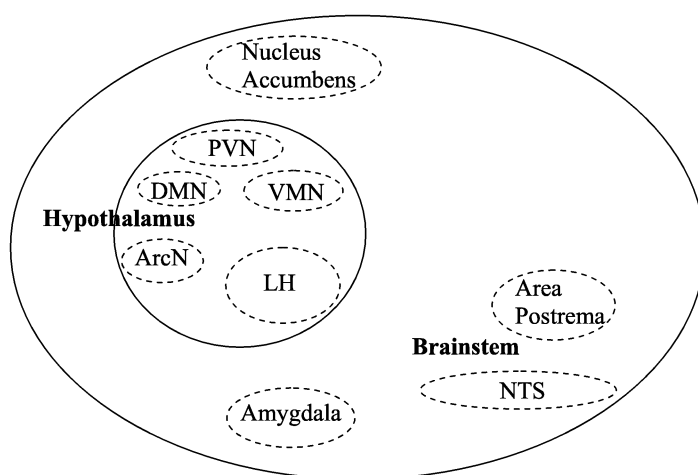 Nucleus
Accumbens
PVN
DMN
VMN
Hypothalamus
ArcN
LH
Area
Postrema
Brainstem
NTS
Amygdala